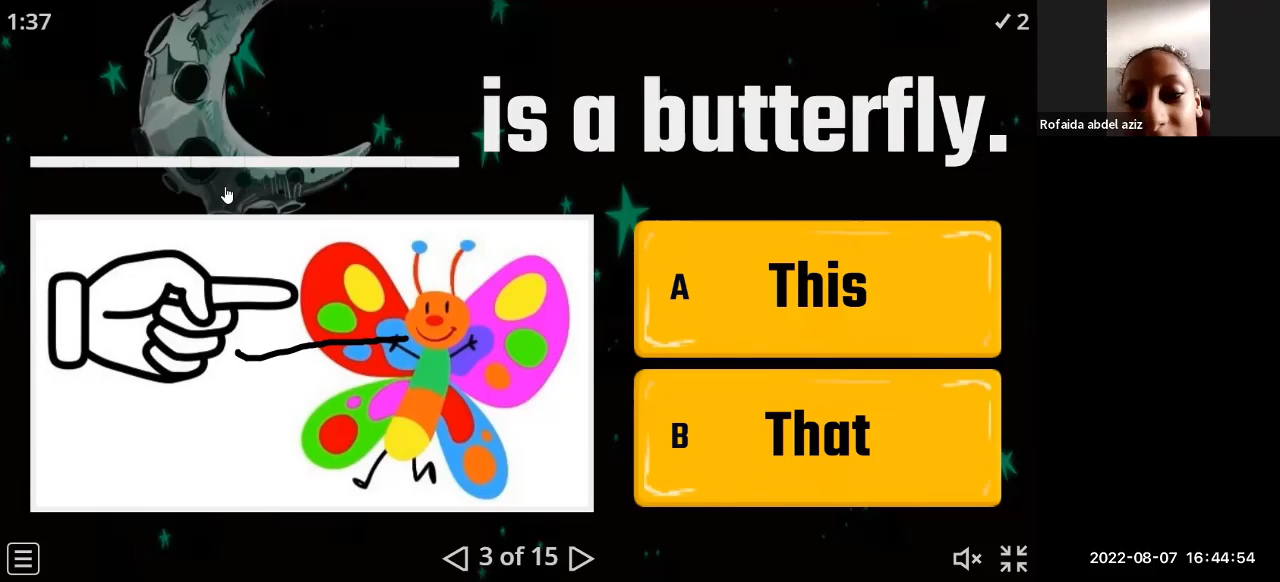 1:37
✓ 2
is a butterfly.
Rofaida abdel aziz
A This
B That
3 of 15
2022-08-07 16:44:54